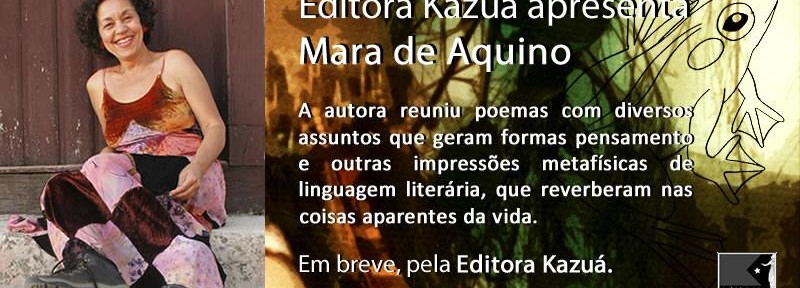 Editora Kazuá apresenta
Mara de Aquino
A autora reuniu poemas com diversos
assuntos que geram formas pensamento
e outras impressões metafísicas de
linguagem literária, que reverberam nas
coisas aparentes da vida.
Em breve, pela Editora Kazuá.